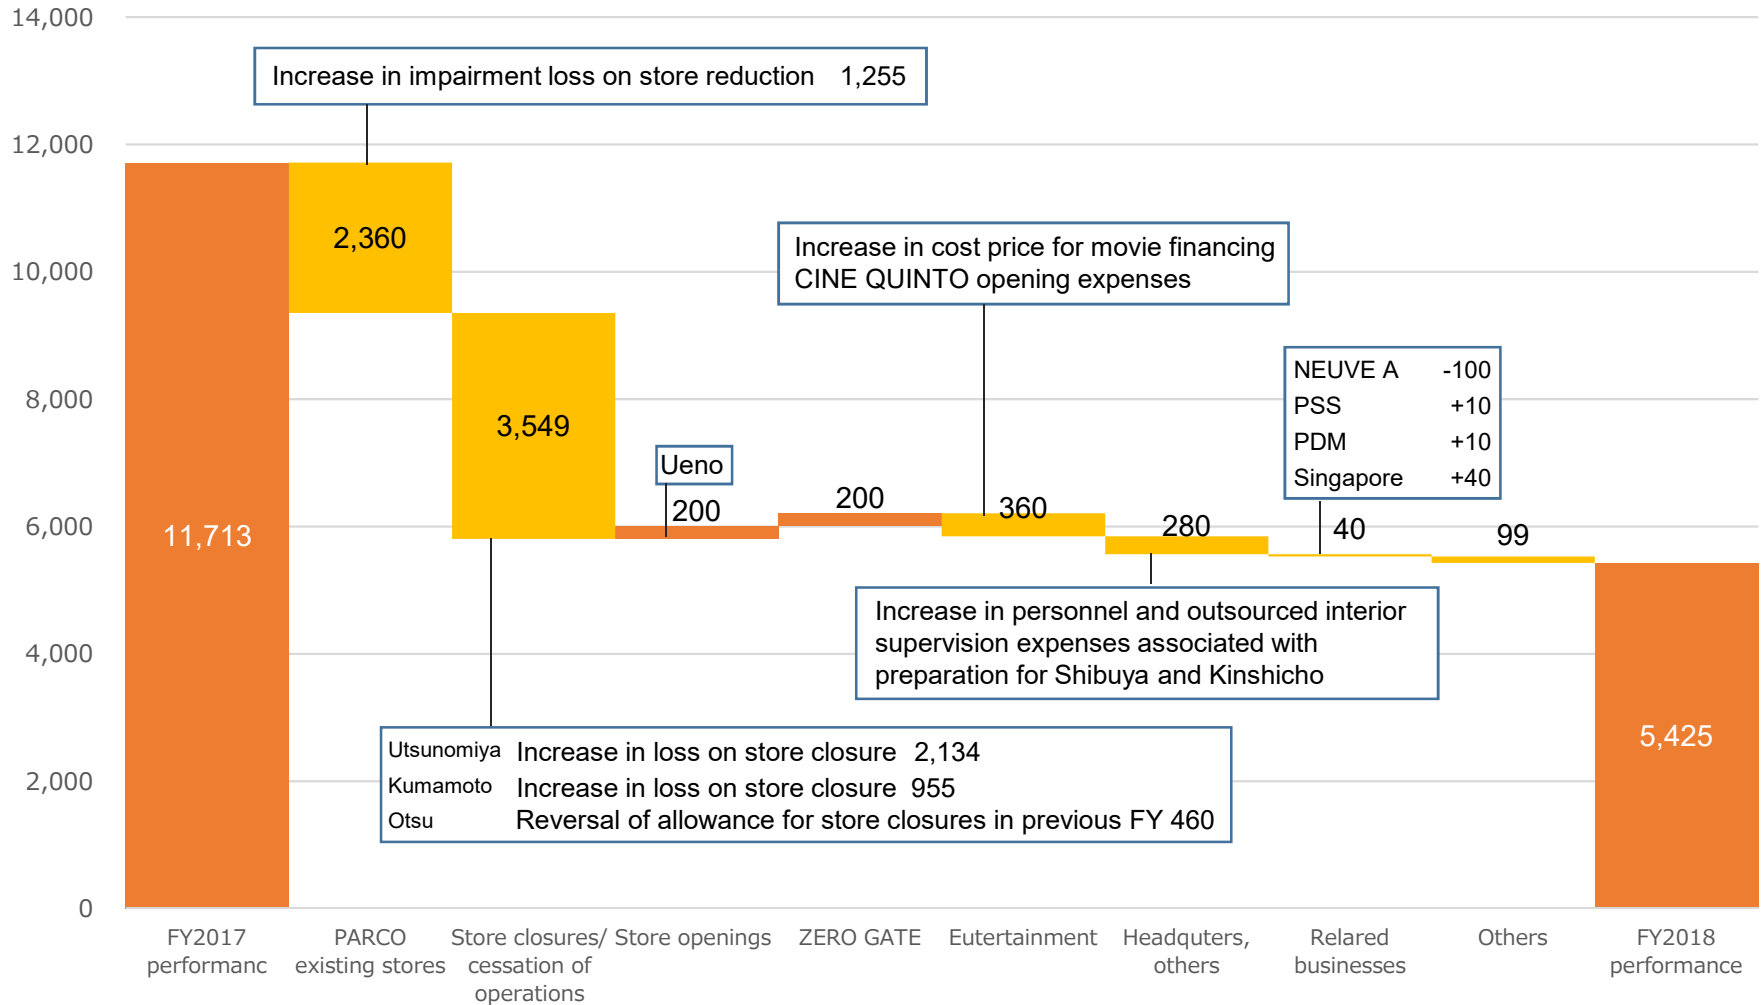 14,000
12,000
10,000
8,000
6,000
4,000
2,000
0
Increase in impairment loss on store reduction 1,255
Increase in cost price for movie financing
CINE QUINTO opening expenses
NEUVE A -100
PSS +10
PDM +10
Singapore +40
Ueno
11,713
2,360
3,549
200
200
360
280
40
99
5,425
Increase in personnel and outsourced interior
supervision expenses associated with
preparation for Shibuya and Kinshicho
Utsunomiya Increase in loss on store closure 2,134
Kumamoto Increase in loss on store closure 955
Otsu Reversal of allowance for store closures in previous FY 460
FY2017
performanc
PARCO
existing stores
Store closures/
cessation of
operations
Store openings
ZERO GATE
Eutertainment
Headquters,
others
Relared
businesses
Others
FY2018
performance